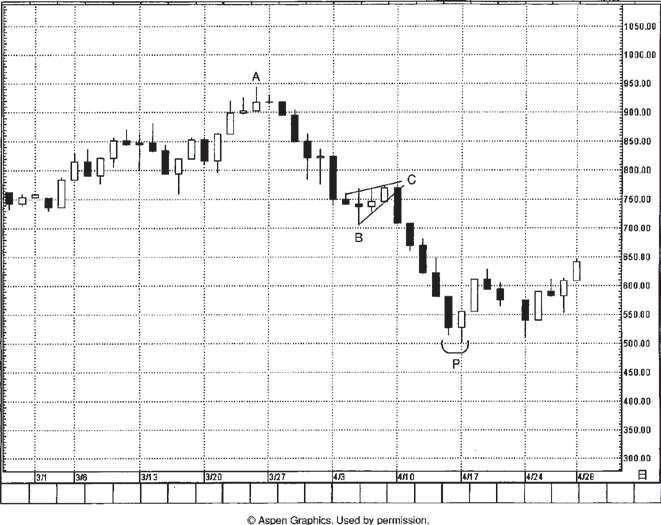 1050.00
1000.00
950.00
A
900.00
850.00
800.00
C
750.00
B
700.00
650.00
600.00
550.00
500.00
P
450.00
400.00
350.00
300.00
3/1 3/6 3/13 3/20 3/27 4/3 4/10 4/17 4/24 4/28 日
© Aspen Graphics. Used by permission.